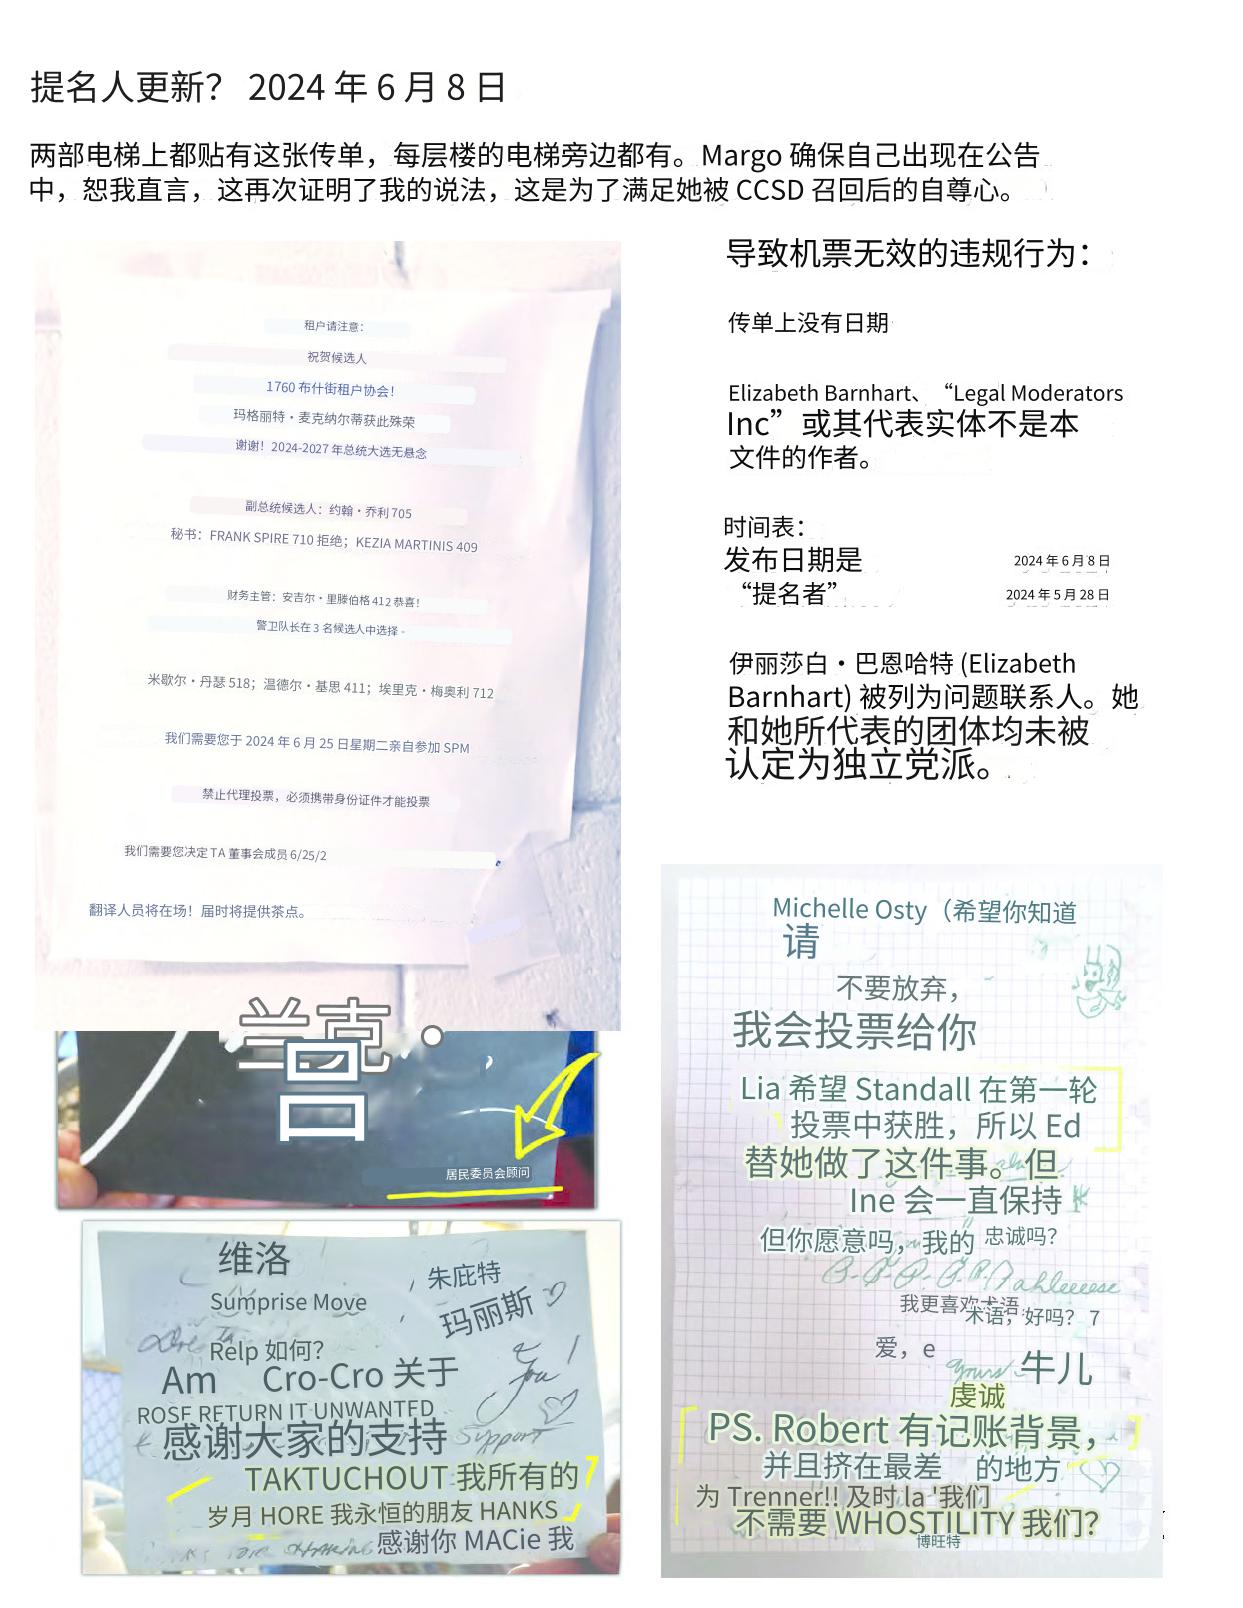 提名人更新？ 2024 年 6 月 8 日
两部电梯上都贴有这张传单，每层楼的电梯旁边都有。Margo 确保自己出现在公告
中，恕我直言，这再次证明了我的说法，这是为了满足她被 CCSD 召回后的自尊心。
租户请注意：
祝贺候选人
1760 布什街租户协会！
玛格丽特·麦克纳尔蒂获此殊荣
谢谢！2024-2027 年总统大选无悬念
副总统候选人：约翰·乔利 705
秘书：FRANK SPIRE 710 拒绝；KEZIA MARTINIS 409
财务主管：安吉尔·里滕伯格 412 恭喜！
警卫队长在 3 名候选人中选择 -
米歇尔·丹瑟 518；温德尔·基思 411；埃里克·梅奥利 712
我们需要您于 2024 年 6 月 25 日星期二亲自参加 SPM
禁止代理投票，必须携带身份证件才能投票
我们需要您决定 TA 董事会成员 6/25/2
翻译人员将在场！届时将提供茶点。
导致机票无效的违规行为：
传单上没有日期
Elizabeth Barnhart、“Legal Moderators
Inc”或其代表实体不是本
文件的作者。
时间表：
发布日期是 2024 年 6 月 8 日
“提名者” 2024 年 5 月 28 日
伊丽莎白·巴恩哈特 (Elizabeth
Barnhart) 被列为问题联系人。她
和她所代表的团体均未被
认定为独立党派。
兰克·
吕
居民委员会顾问
维洛
朱庇特
Sumprise Move
玛丽斯
Relp 如何？
Am Cro-Cro 关于
you!
ROSE RETURN IT UNWANTED
感谢大家的支持
Support
TAKTUCHOUT 我所有的
岁月 HORE 我永恒的朋友 HANKS
感谢你 MACie 我
Michelle Osty（希望你知道
请
不要放弃，
我会投票给你
Lia 希望 Standall 在第一轮
投票中获胜，所以 Ed
替她做了这件事。但
Ine 会一直保持
但你愿意吗，我的 忠诚吗？
我更喜欢术语，
术语，好吗？ 7
爱，e
yours 牛儿
虔诚
PS. Robert 有记账背景，
并且挤在最差 的地方
为 Trenner!! 及时 la '我们
不需要 WHOSTILITY 我们？
博旺特